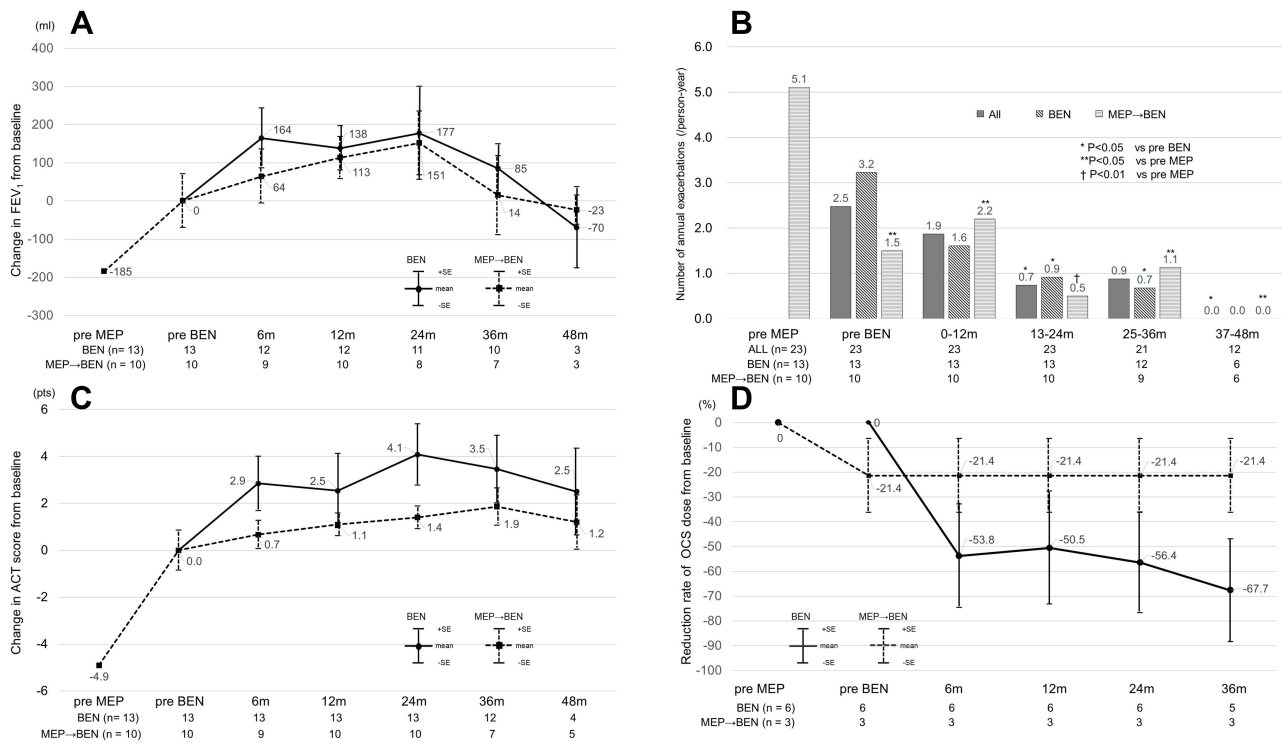 A
(ml)
400
300
200
100
0
-100
-200
-300
Change in FEV1 from baseline
-185
0
164
138
177
85
-70
64
113
151
14
-23
BEN
MEP→BEN
+SE
+SE
mean
mean
-SE
-SE
pre MEP pre BEN 6m 12m 24m 36m 48m
BEN (n= 13) 13 12 12 11 10 3
MEP→BEN (n = 10) 10 9 10 8 7 3
B
6.0
5.0
4.0
3.0
2.0
1.0
0.0
Number of annual exacerbations (/person-year)
All BEN MEP→BEN
* P<0.05 vs pre BEN
**P<0.05 vs pre MEP
† P<0.01 vs pre MEP
5.1
2.5
3.2
**
1.5
1.9
1.6
**
2.2
*
0.7
*
0.9
†
0.5
0.9
*
0.7
**
1.1
*
0.0
0.0
**
0.0
pre MEP pre BEN 0-12m 13-24m 25-36m 37-48m
ALL (n= 23) 23 23 23 21 12
BEN (n= 13) 13 13 13 12 6
MEP→BEN (n = 10) 10 10 10 9 6
C
(pts)
6
4
2
0
-2
-4
-6
Change in ACT score from baseline
-4.9
0.0
2.9
2.5
4.1
3.5
2.5
0.7
1.1
1.4
1.9
1.2
BEN
MEP→BEN
+SE
+SE
mean
mean
-SE
-SE
pre MEP pre BEN 6m 12m 24m 36m 48m
BEN (n= 13) 13 13 13 13 12 4
MEP→BEN (n = 10) 10 9 10 10 7 5
D
(%)
0
-10
-20
-30
-40
-50
-60
-70
-80
-90
-100
Reduction rate of OCS dose from baseline
0
0
-21.4
-21.4
-21.4
-21.4
-21.4
-53.8
-50.5
-56.4
-67.7
BEN
MEP→BEN
+SE
+SE
mean
mean
-SE
-SE
pre MEP pre BEN 6m 12m 24m 36m
BEN (n = 6) 6 6 6 6 5
MEP→BEN (n = 3) 3 3 3 3 3